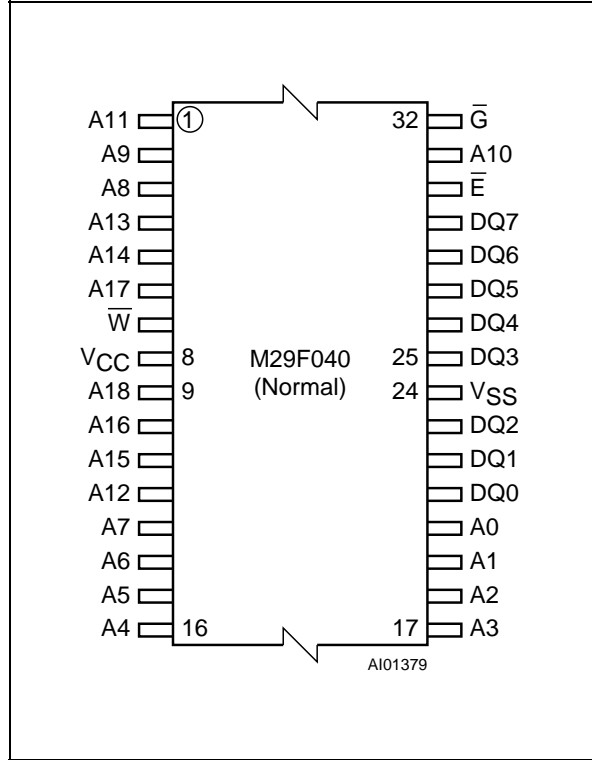 A11 1 32 G̅
A9 A10
A8 E̅
A13 DQ7
A14 DQ6
A17 DQ5
W̅ DQ4
VCC 8 M29F040 25 DQ3
A18 9 (Normal) 24 VSS
A16 DQ2
A15 DQ1
A12 DQ0
A7 A0
A6 A1
A5 A2
A4 16 17 A3
AI01379